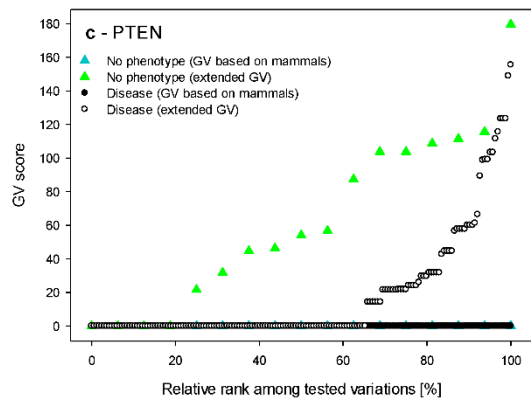 c - PTEN
No phenotype (GV based on mammals)
No phenotype (extended GV)
Disease (GV based on mammals)
Disease (extended GV)
GV score
180
160
140
120
100
80
60
40
20
0
0 20 40 60 80 100
Relative rank among tested variations [%]